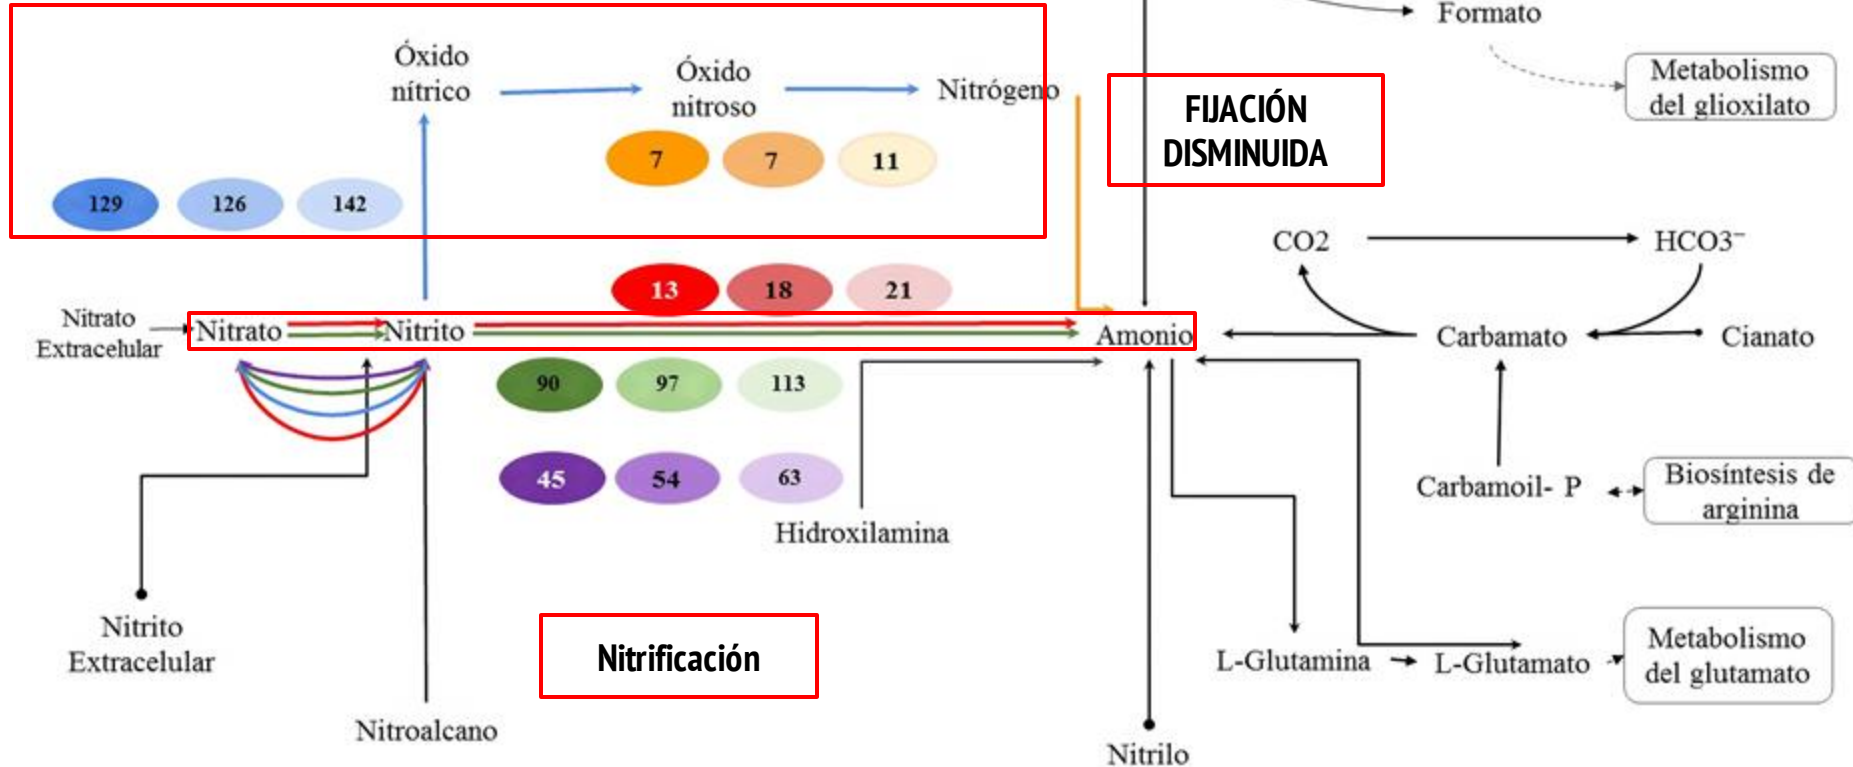 Formato
Metabolismo
del glioxilato
Óxido
nítrico
Óxido
nitroso
Nitrógeno
FIJACIÓN
DISMINUIDA
7
7
11
129
126
142
CO2
HCO3⁻
13
18
21
Nitrato
Extracelular
Nitrato
Nitrito
Amonio
Carbamato
Cianato
90
97
113
45
54
63
Carbamoil- P
Biosíntesis de
arginina
Hidroxilamina
Nitrito
Extracelular
Nitrificación
L-Glutamina
L-Glutamato
Metabolismo
del glutamato
Nitroalcano
Nitrilo